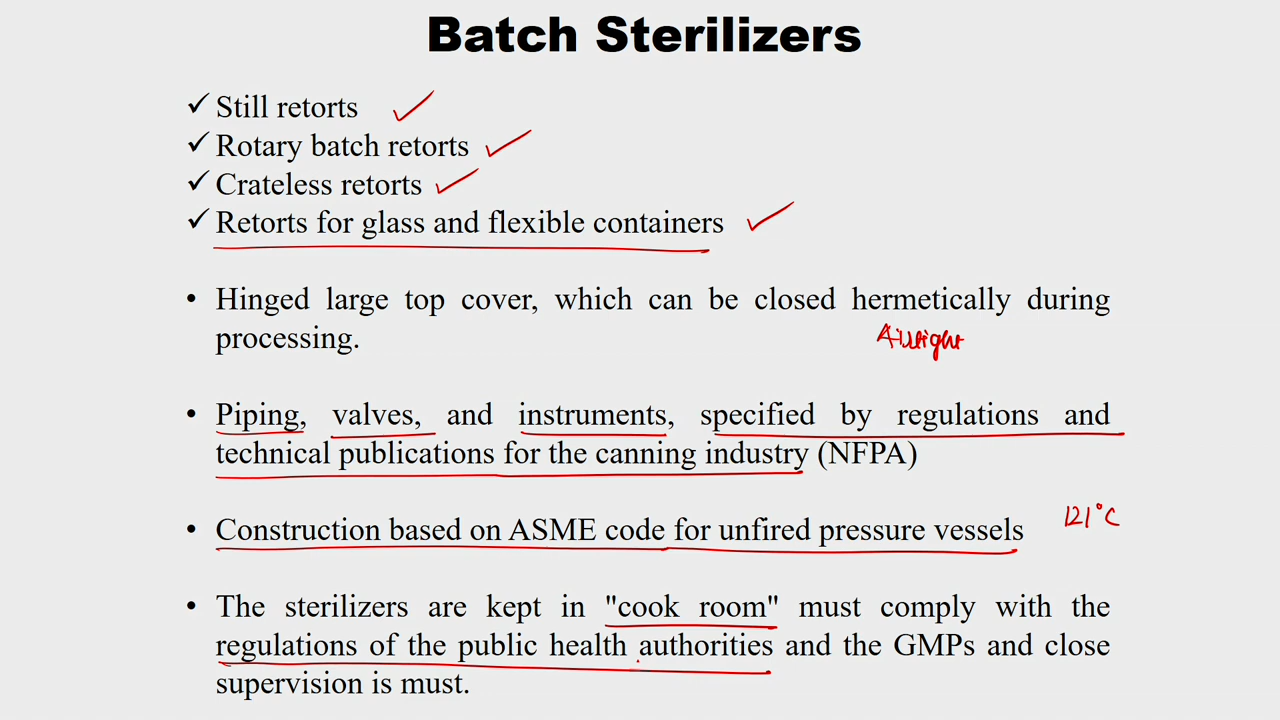 Batch Sterilizers
✓ Still retorts
✓ Rotary batch retorts
✓ Crateless retorts
✓ Retorts for glass and flexible containers
• Hinged large top cover, which can be closed hermetically during
processing.
Airtight
• Piping, valves, and instruments, specified by regulations and
technical publications for the canning industry (NFPA)
121°C
• Construction based on ASME code for unfired pressure vessels
• The sterilizers are kept in "cook room" must comply with the
regulations of the public health authorities and the GMPs and close
supervision is must.